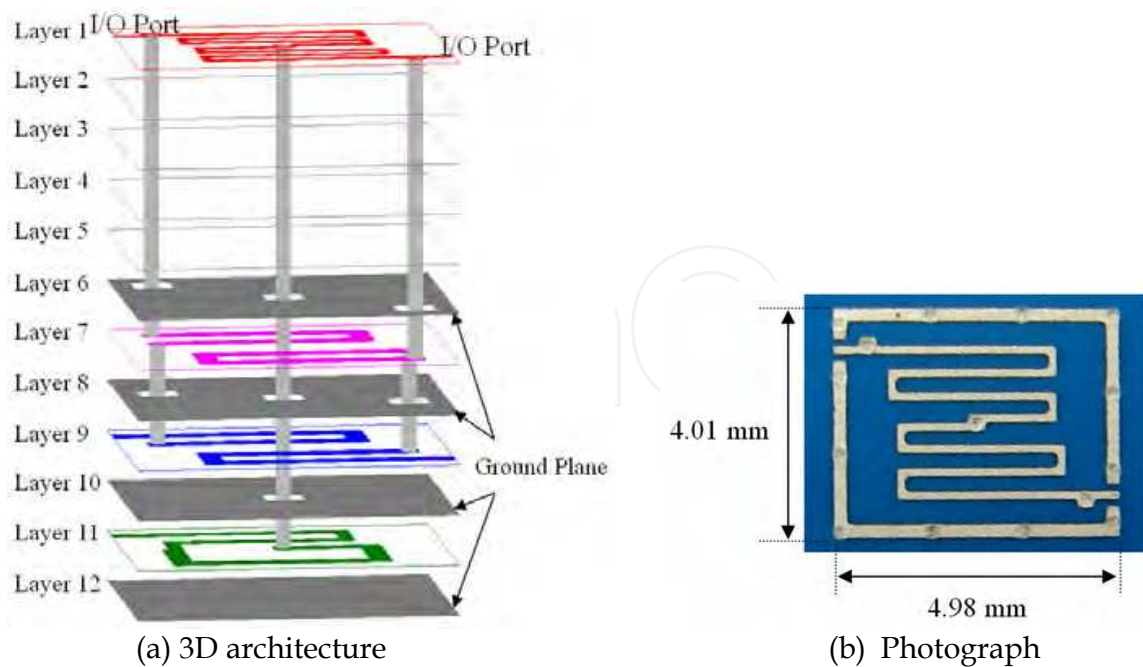 Layer 1
I/O Port
I/O Port
Layer 2
Layer 3
Layer 4
Layer 5
Layer 6
Layer 7
Layer 8
Layer 9
Ground Plane
Layer 10
Layer 11
Layer 12
(a) 3D architecture
4.01 mm
4.98 mm
(b) Photograph